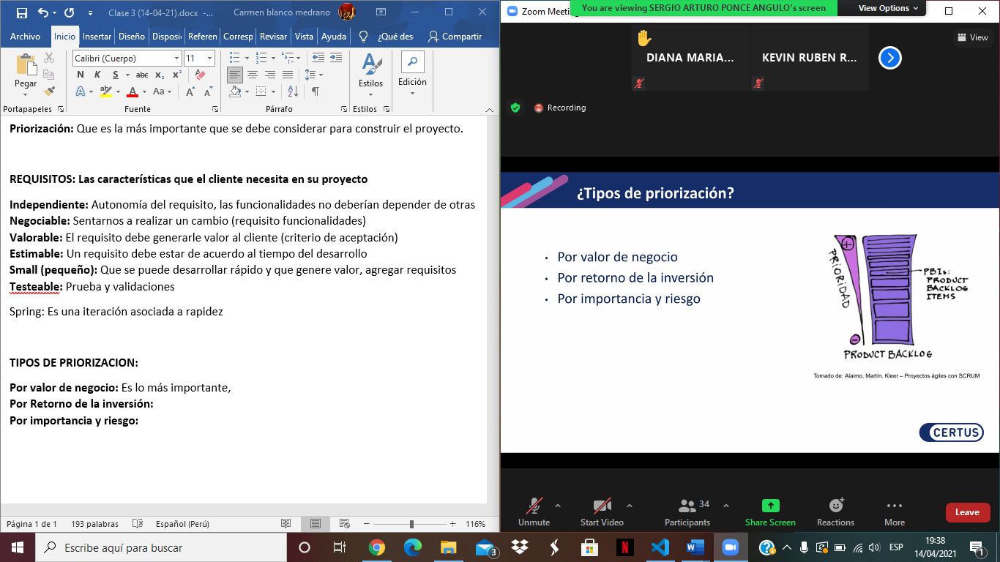 Clase 3 (14-04-21).docx -...
Carmen blanco medrano
Archivo
Inicio
Insertar
Diseño
Disposic
Referen
Corresp
Revisar
Vista
Ayuda
¿Qué des
Compartir
Pegar
Calibri (Cuerpo)
11
N K S abc x₂ x²
A A Aa A A
Estilos
Edición
Portapapeles
Fuente
Párrafo
Estilos
Priorización: Que es la más importante que se debe considerar para construir el proyecto.
REQUISITOS: Las características que el cliente necesita en su proyecto
Independiente: Autonomía del requisito, las funcionalidades no deberían depender de otras
Negociable: Sentarnos a realizar un cambio (requisito funcionalidades)
Valorable: El requisito debe generarle valor al cliente (criterio de aceptación)
Estimable: Un requisito debe estar de acuerdo al tiempo del desarrollo
Small (pequeño): Que se puede desarrollar rápido y que genere valor, agregar requisitos
Testeable: Prueba y validaciones
Spring: Es una iteración asociada a rapidez
TIPOS DE PRIORIZACION:
Por valor de negocio: Es lo más importante,
Por Retorno de la inversión:
Por importancia y riesgo:
Página 1 de 1
193 palabras
Español (Perú)
116%
Zoom Meetin
You are viewing SERGIO ARTURO PONCE ANGULO's screen
View Options
View
DIANA MARIA...
KEVIN RUBEN R...
Recording
¿Tipos de priorización?
• Por valor de negocio
• Por retorno de la inversión
• Por importancia y riesgo
PRIORIDAD
PBIs:
PRODUCT
BACKLOG
ITEMS
PRODUCT BACKLOG
Tomado de: Alaimo, Martín. Kleer – Proyectos ágiles con SCRUM
CERTUS
Unmute
Start Video
Participants
34
Share Screen
Reactions
More
Leave
Escribe aquí para buscar
3
ESP
19:38
14/04/2021
1